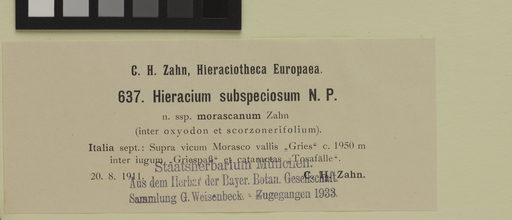 C. H. Zahn, Hieraciotheca Europaea.
637. Hieracium subspeciosum N. P.
n. ssp. morascanum Zahn
(inter oxyodon et scorzonerifolium).
Italia sept.: Supra vicum Morasco vallis „Gries“ c. 1950 m
inter iugum „Griespaß“ et catarnctas „Tosafälle“.
Staatsherbarium München.
20. 8. 1911. C. H. Zahn.
Aus dem Herbar der Bayer. Botan. Gesellschaft
Sammlung G. Weisenbeck. - Zugegangen 1933.